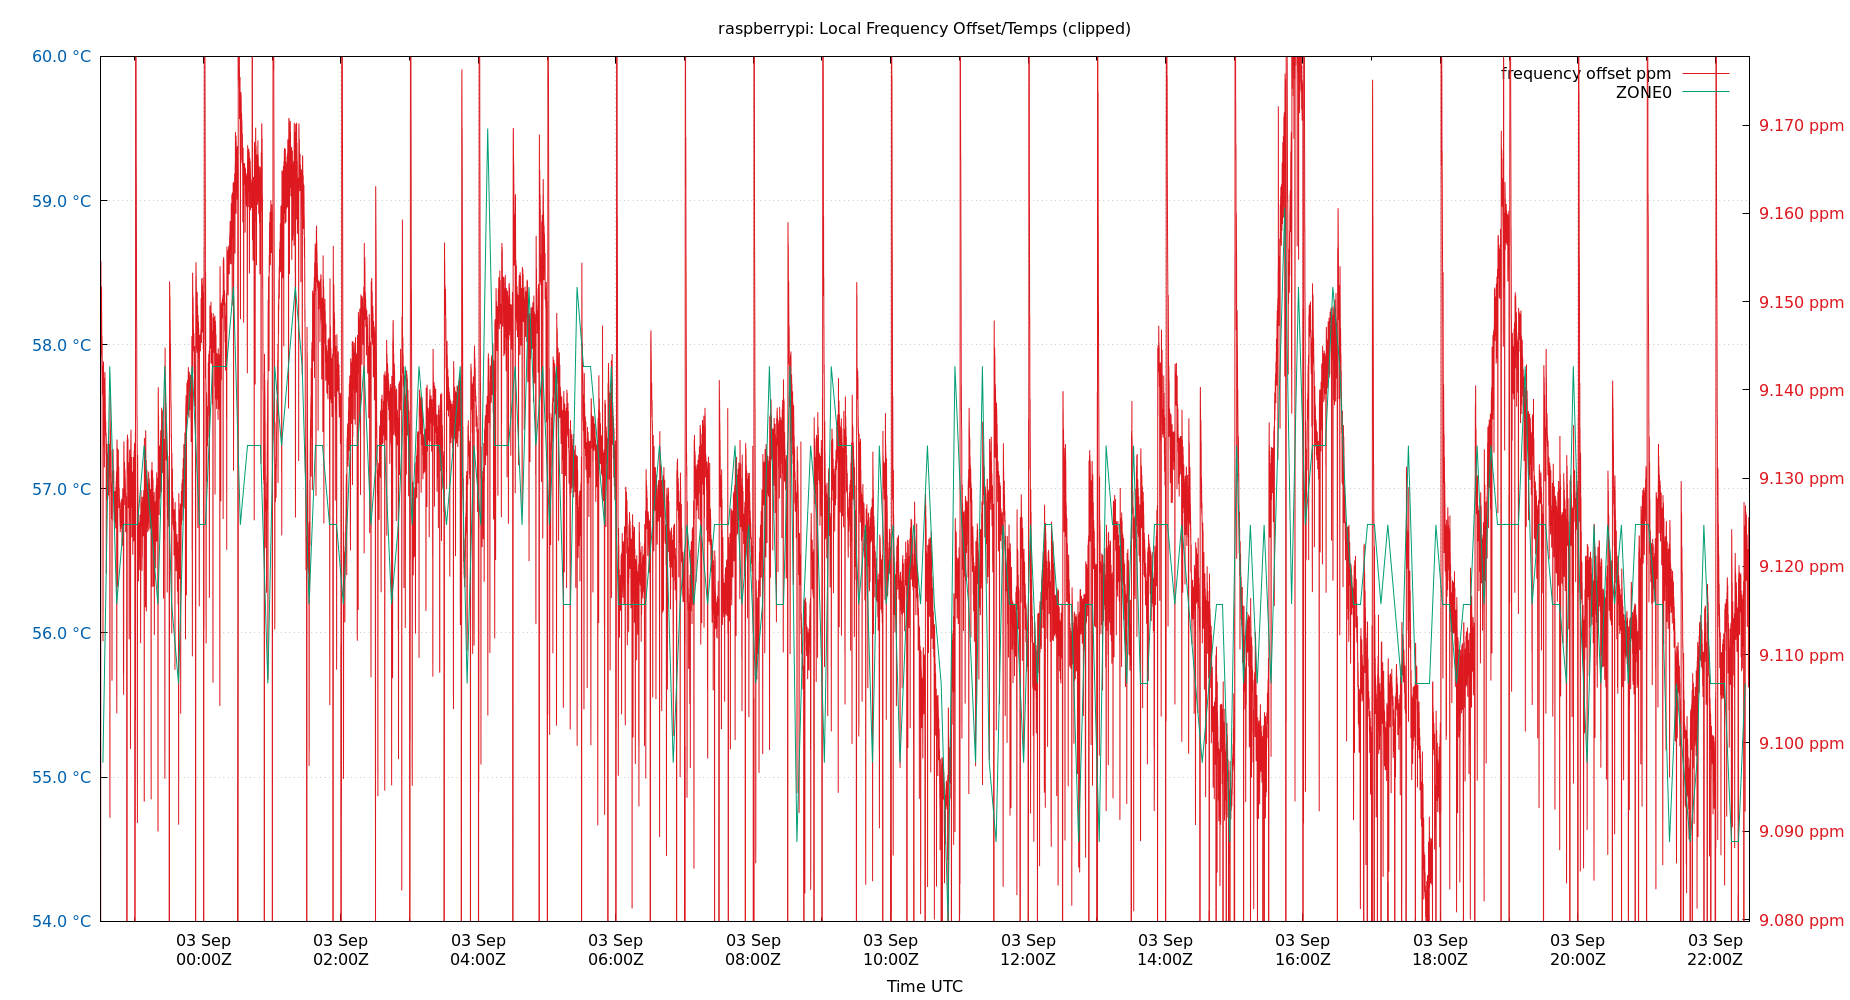 raspberrypi: Local Frequency Offset/Temps (clipped)
60.0 °C
59.0 °C
58.0 °C
57.0 °C
56.0 °C
55.0 °C
54.0 °C
frequency offset ppm
ZONE0
9.170 ppm
9.160 ppm
9.150 ppm
9.140 ppm
9.130 ppm
9.120 ppm
9.110 ppm
9.100 ppm
9.090 ppm
9.080 ppm
03 Sep 03 Sep 03 Sep 03 Sep 03 Sep 03 Sep 03 Sep 03 Sep 03 Sep 03 Sep 03 Sep 03 Sep
00:00Z 02:00Z 04:00Z 06:00Z 08:00Z 10:00Z 12:00Z 14:00Z 16:00Z 18:00Z 20:00Z 22:00Z
Time UTC